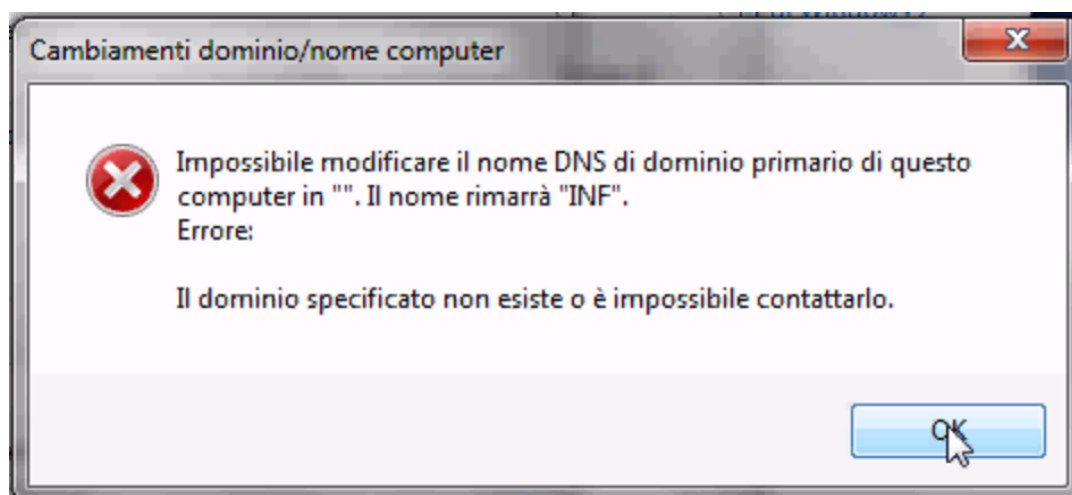 Cambiamenti dominio/nome computer
Impossibile modificare il nome DNS di dominio primario di questo
computer in "". Il nome rimarrà "INF".
Errore:
Il dominio specificato non esiste o è impossibile contattarlo.
OK